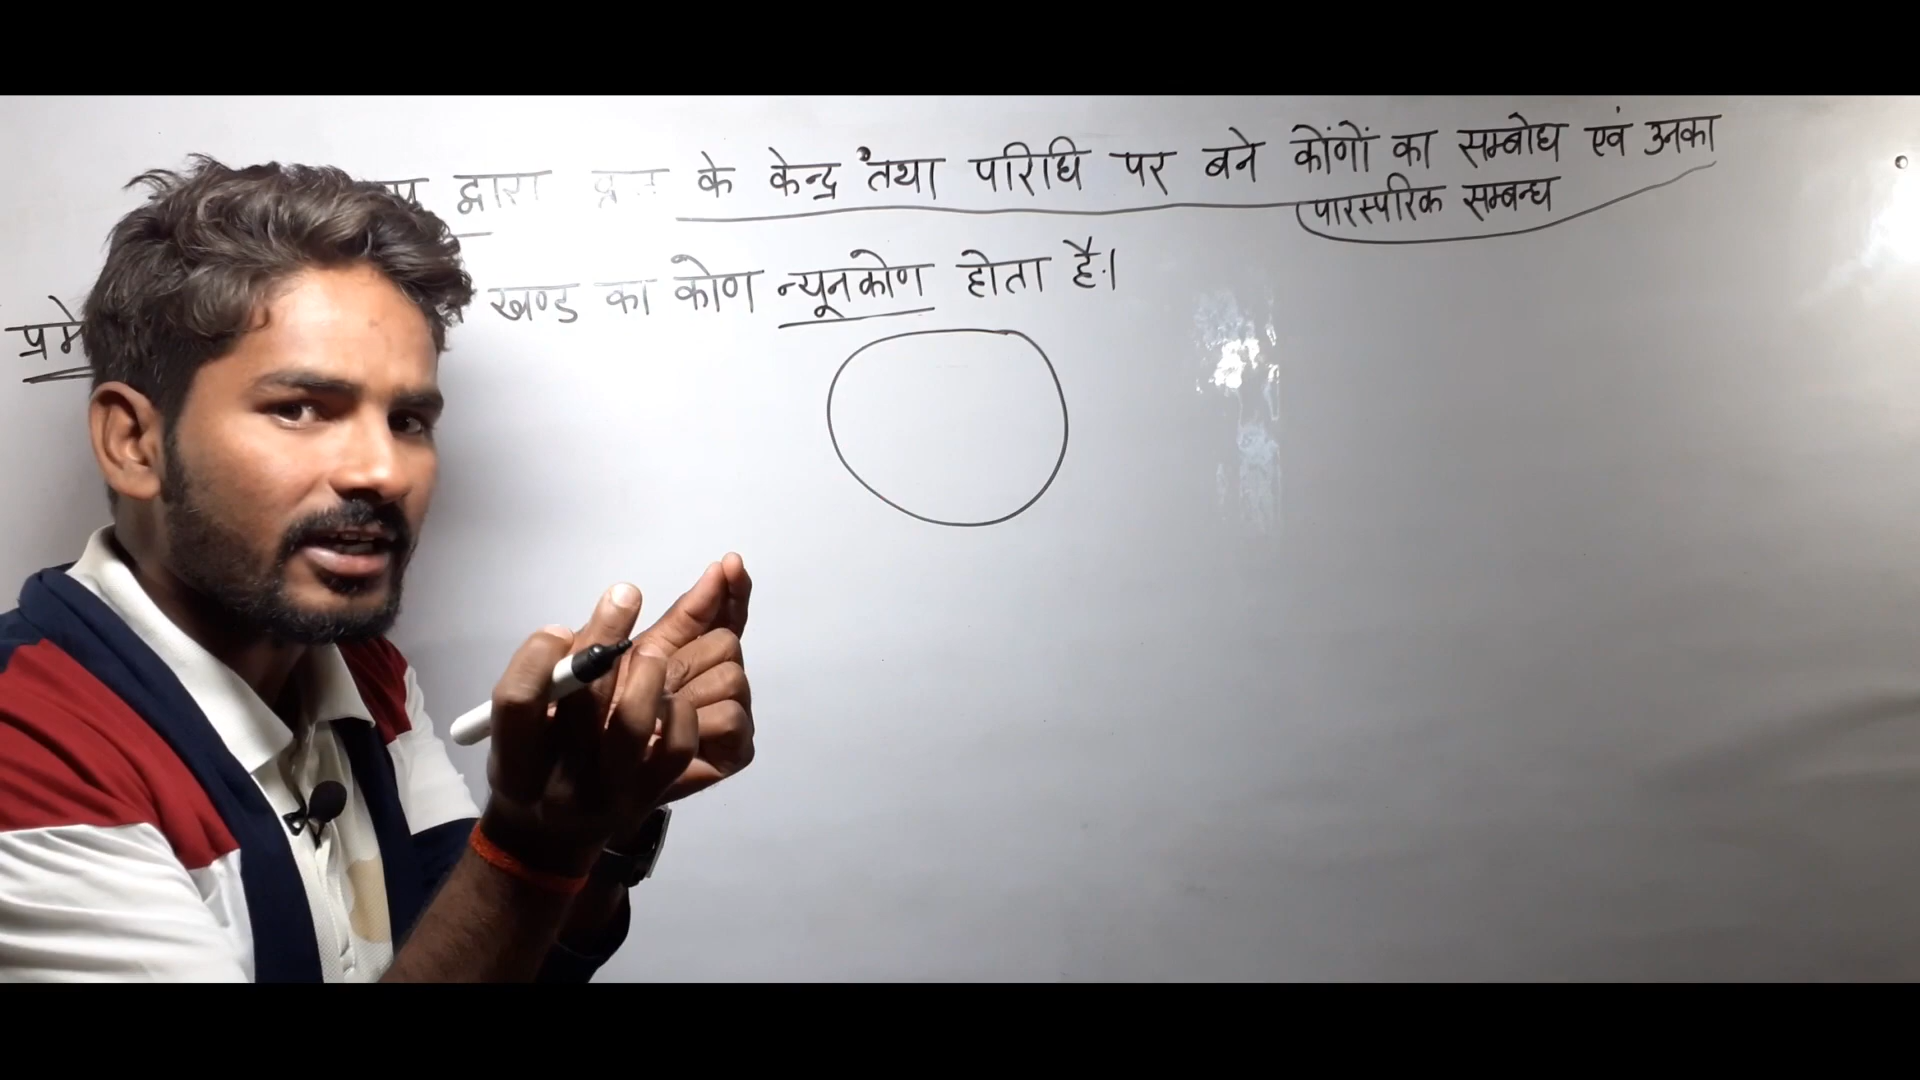 द्वारा के केन्द्र तथा परिधि पर बने कोंगों का सम्बोध एवं उनका
पारस्परिक सम्बन्ध
प्रमे खण्ड का कोण न्यूनकोण होता है।